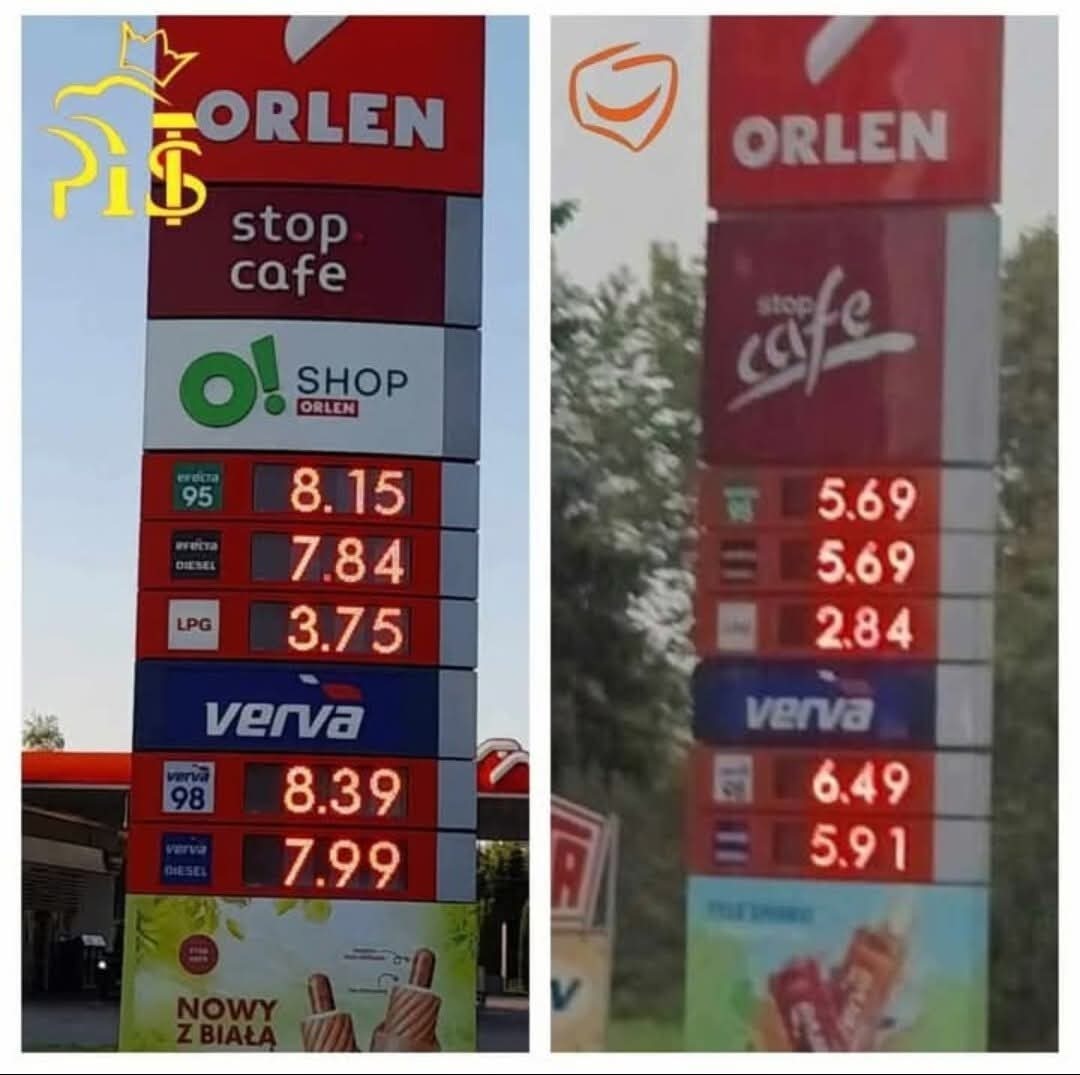 PiS
ORLEN
stop
cafe
O! SHOP
ORLEN
efecta
95
8.15
efecta
DIESEL
7.84
LPG
3.75
verva
verva
98
8.39
verva
DIESEL
7.99
NOWY
Z BIAŁĄ
ORLEN
stop
cafe
5.69
5.69
2.84
verva
98
6.49
5.91